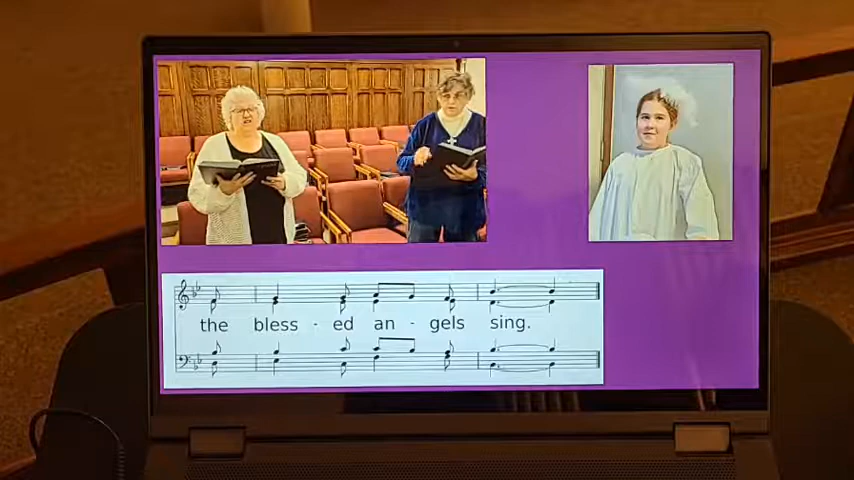 the bless - ed an - gels sing.